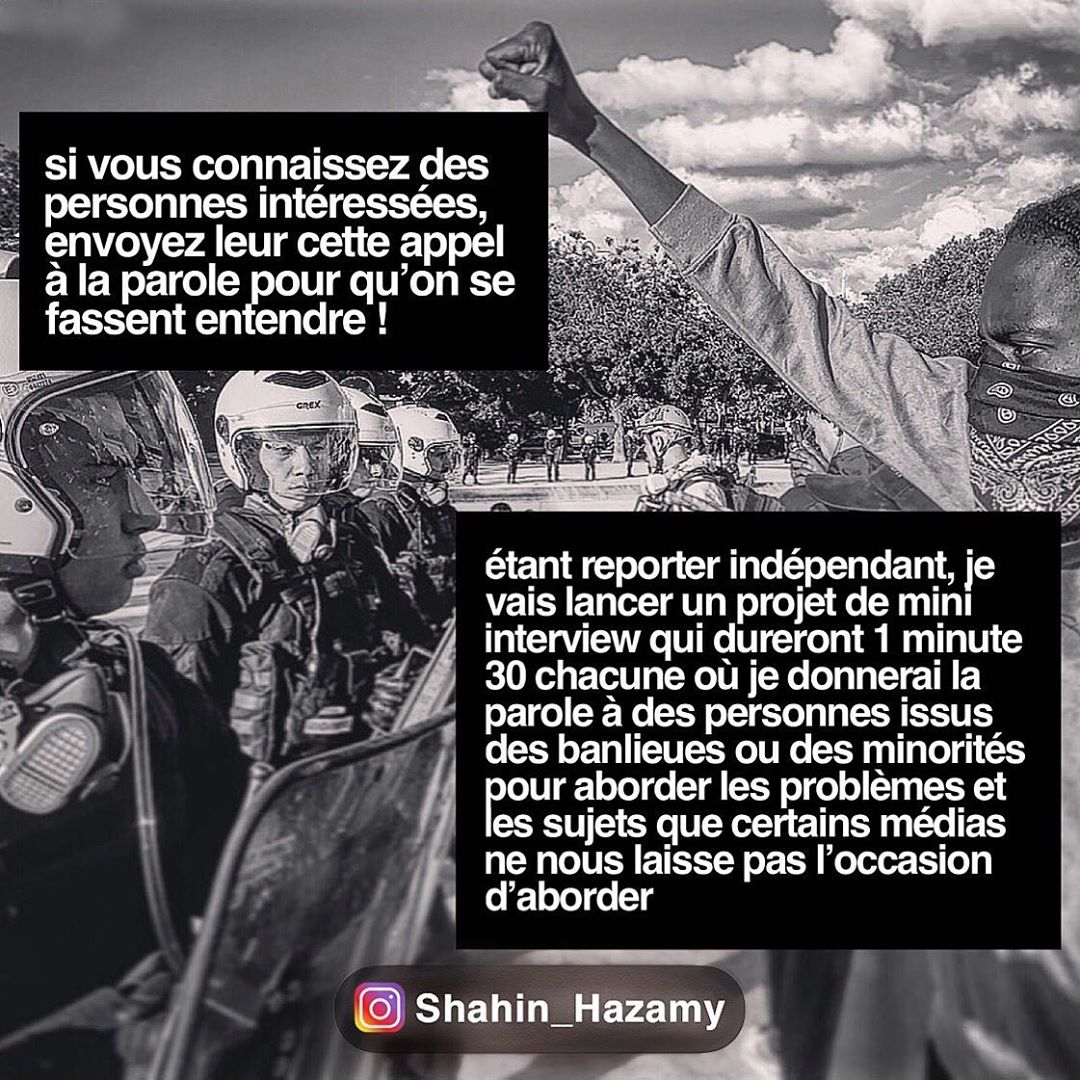 si vous connaissez des
personnes intéressées,
envoyez leur cette appel
à la parole pour qu’on se
fassent entendre !
GREX
étant reporter indépendant, je
vais lancer un projet de mini
interview qui dureront 1 minute
30 chacune où je donnerai la
parole à des personnes issus
des banlieues ou des minorités
pour aborder les problèmes et
les sujets que certains médias
ne nous laisse pas l’occasion
d’aborder
Shahin_Hazamy